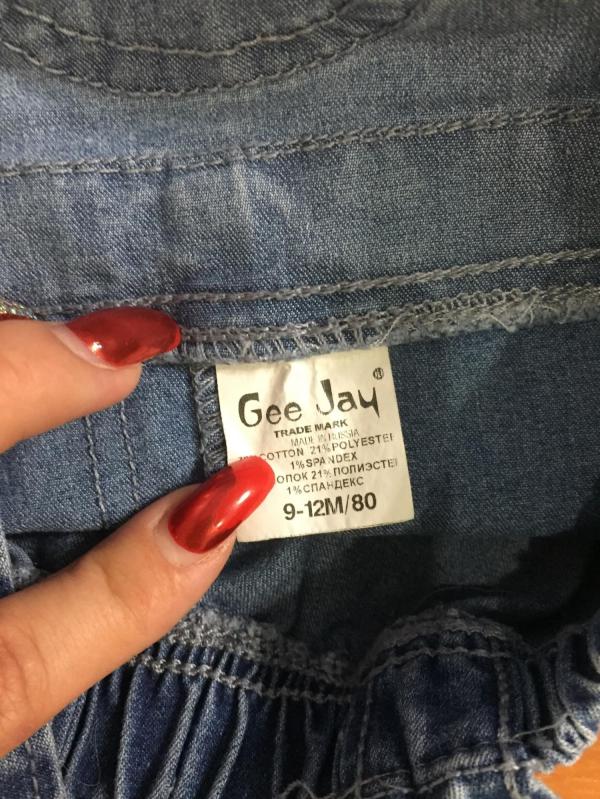 Gee Jay®
TRADE MARK
MADE IN RUSSIA
COTTON 21% POLYESTE
1% SPANDEX
ОПОК 21% ПОЛИЭСТЕ
1% СПАНДЕКС
9-12M/80